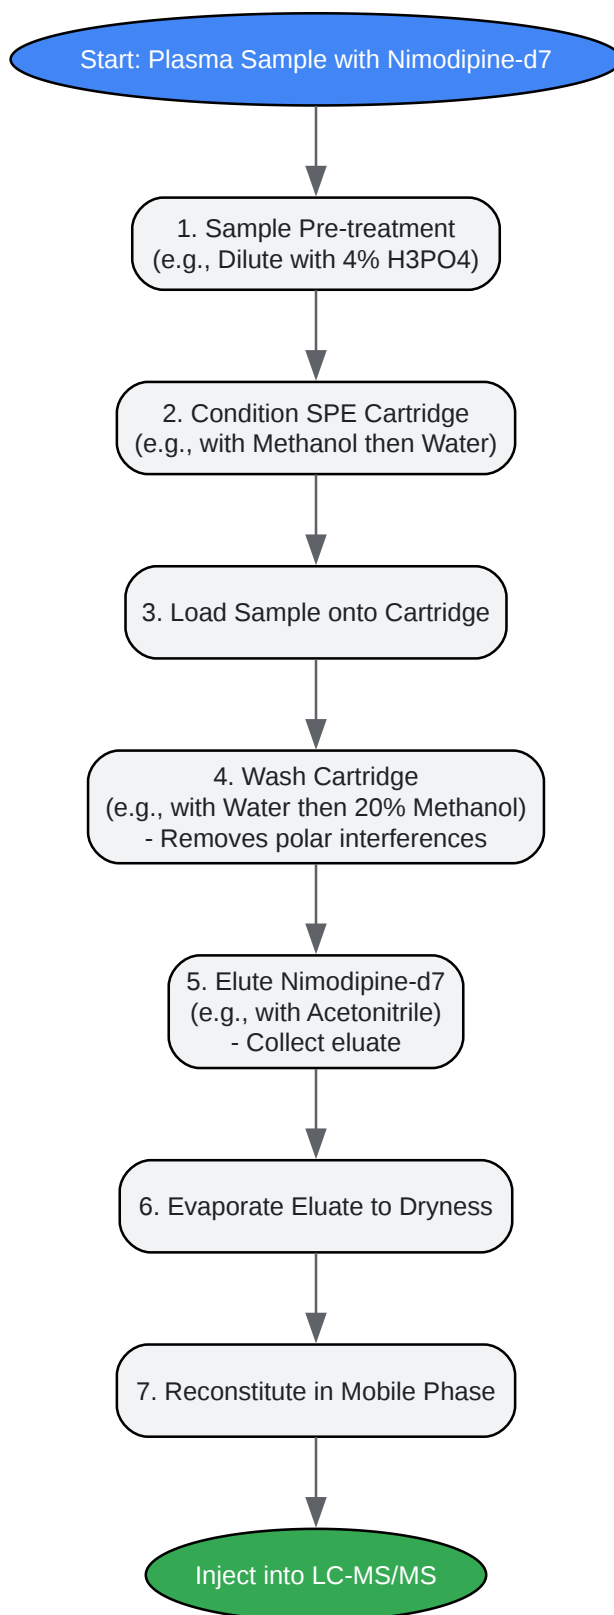 Start: Plasma Sample with Nimodipine-d7
1. Sample Pre-treatment
(e.g., Dilute with 4% H3PO4)
2. Condition SPE Cartridge
(e.g., with Methanol then Water)
3. Load Sample onto Cartridge
4. Wash Cartridge
(e.g., with Water then 20% Methanol)
- Removes polar interferences
5. Elute Nimodipine-d7
(e.g., with Acetonitrile)
- Collect eluate
6. Evaporate Eluate to Dryness
7. Reconstitute in Mobile Phase
Inject into LC-MS/MS